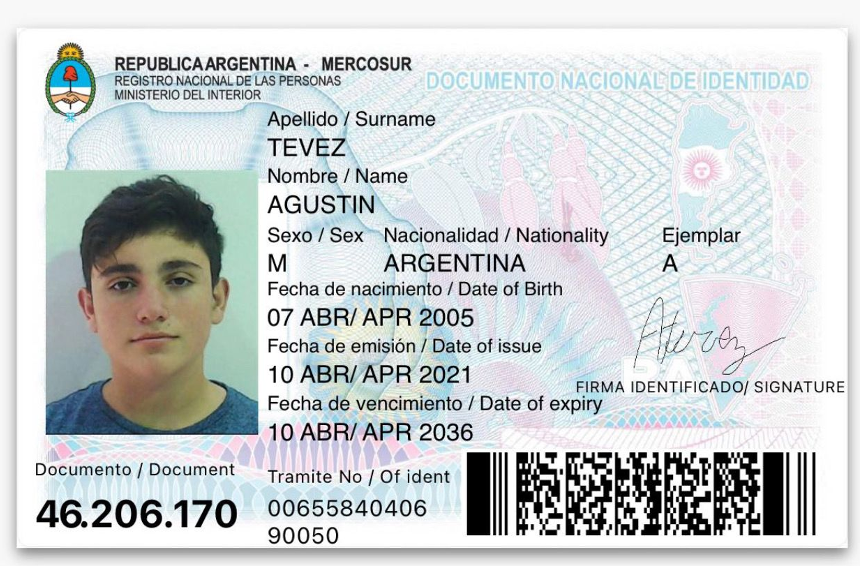 REPUBLICA ARGENTINA - MERCOSUR
REGISTRO NACIONAL DE LAS PERSONAS
MINISTERIO DEL INTERIOR
DOCUMENTO NACIONAL DE IDENTIDAD
Apellido / Surname
TEVEZ
Nombre / Name
AGUSTIN
Sexo / Sex Nacionalidad / Nationality Ejemplar
M ARGENTINA A
Fecha de nacimiento / Date of Birth
07 ABR/ APR 2005
Fecha de emisión / Date of issue
10 ABR/ APR 2021
FIRMA IDENTIFICADO/ SIGNATURE
Fecha de vencimiento / Date of expiry
10 ABR/ APR 2036
Documento / Document
46.206.170
Tramite No / Of ident
00655840406
90050